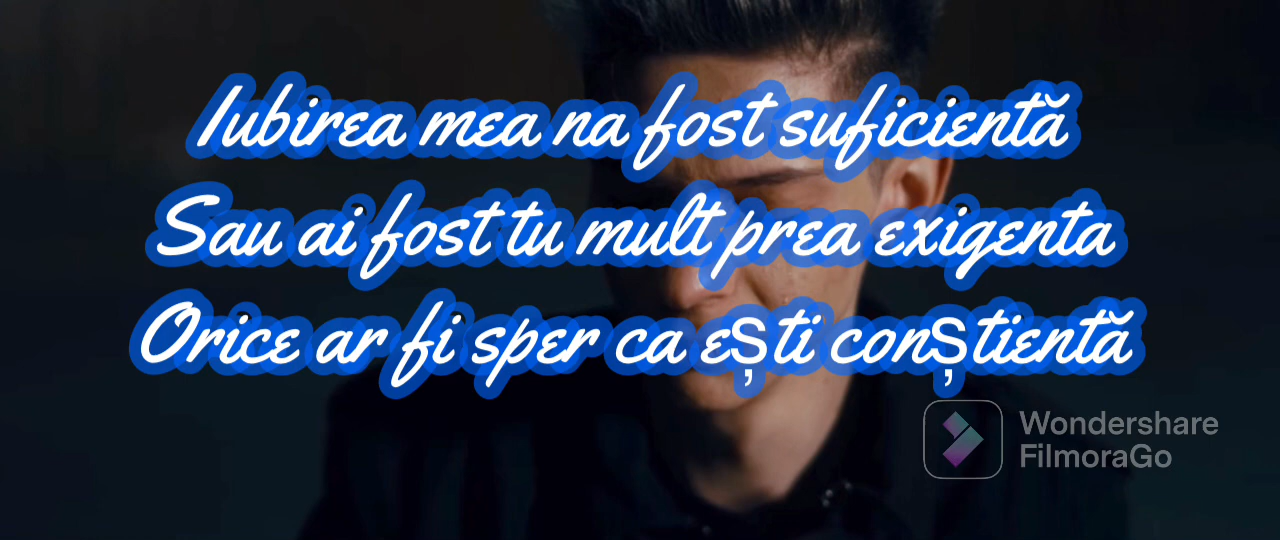 Iubirea mea na fost suficientă
Sau ai fost tu mult prea exigenta
Orice ar fi sper ca ești conștientă
Wondershare
FilmoraGo